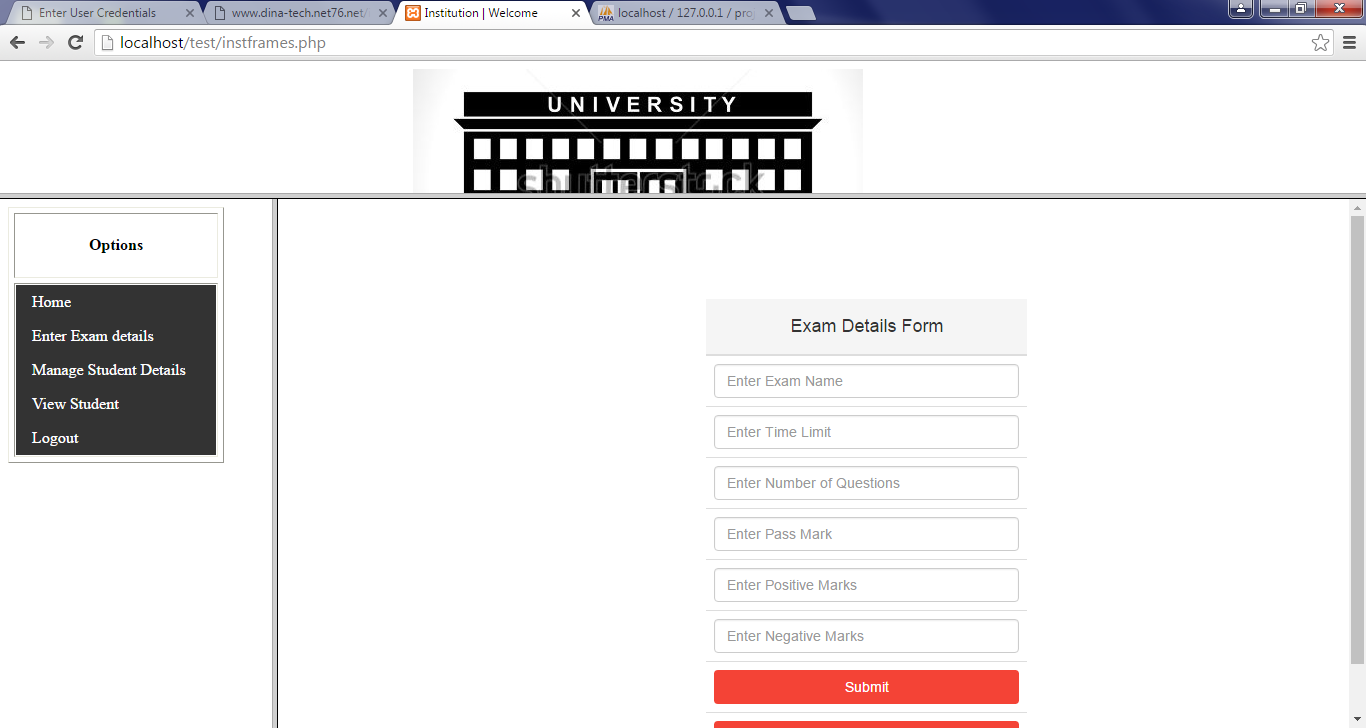 Enter User Credentials
www.dina-tech.net76.net/
Institution | Welcome
localhost / 127.0.0.1 / pro
localhost/test/instframes.php
UNIVERSITY
shutterstock
Options
Home
Enter Exam details
Manage Student Details
View Student
Logout
Exam Details Form
Enter Exam Name
Enter Time Limit
Enter Number of Questions
Enter Pass Mark
Enter Positive Marks
Enter Negative Marks
Submit